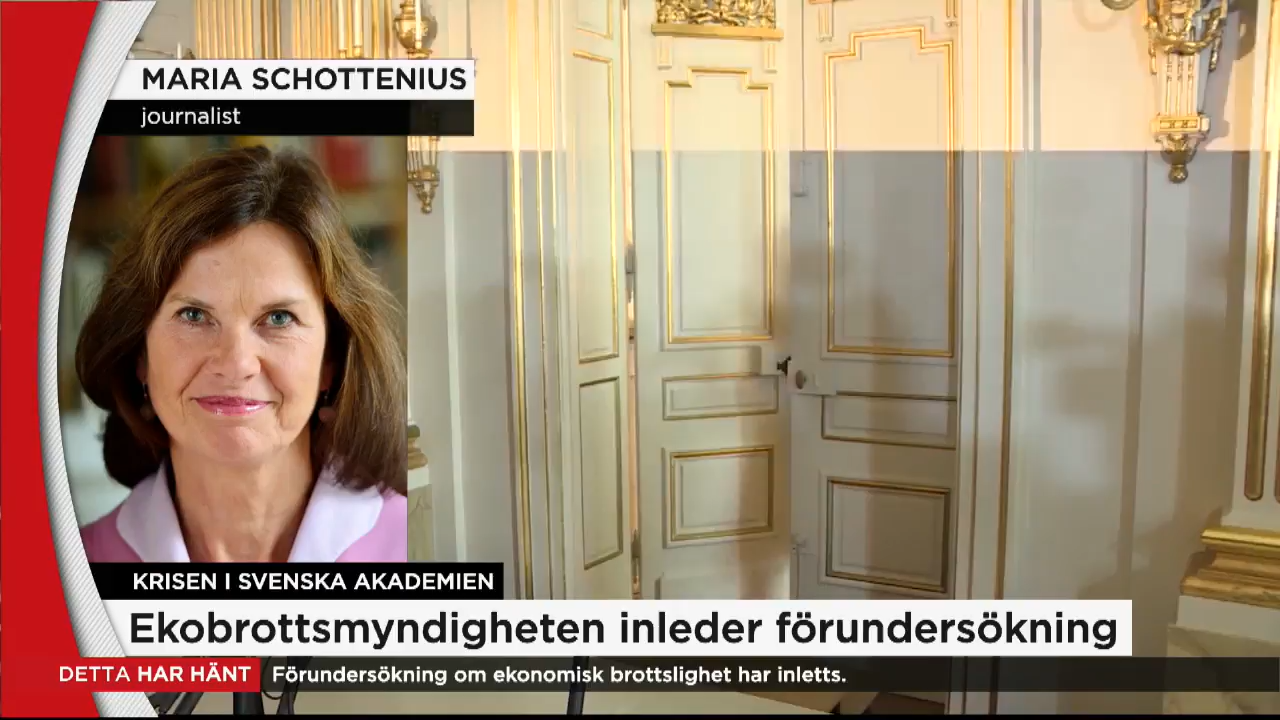 MARIA SCHOTTENIUS
journalist
KRISEN I SVENSKA AKADEMIEN
Ekobrottsmyndigheten inleder förundersökning
DETTA HAR HÄNT Förundersökning om ekonomisk brottslighet har inletts.